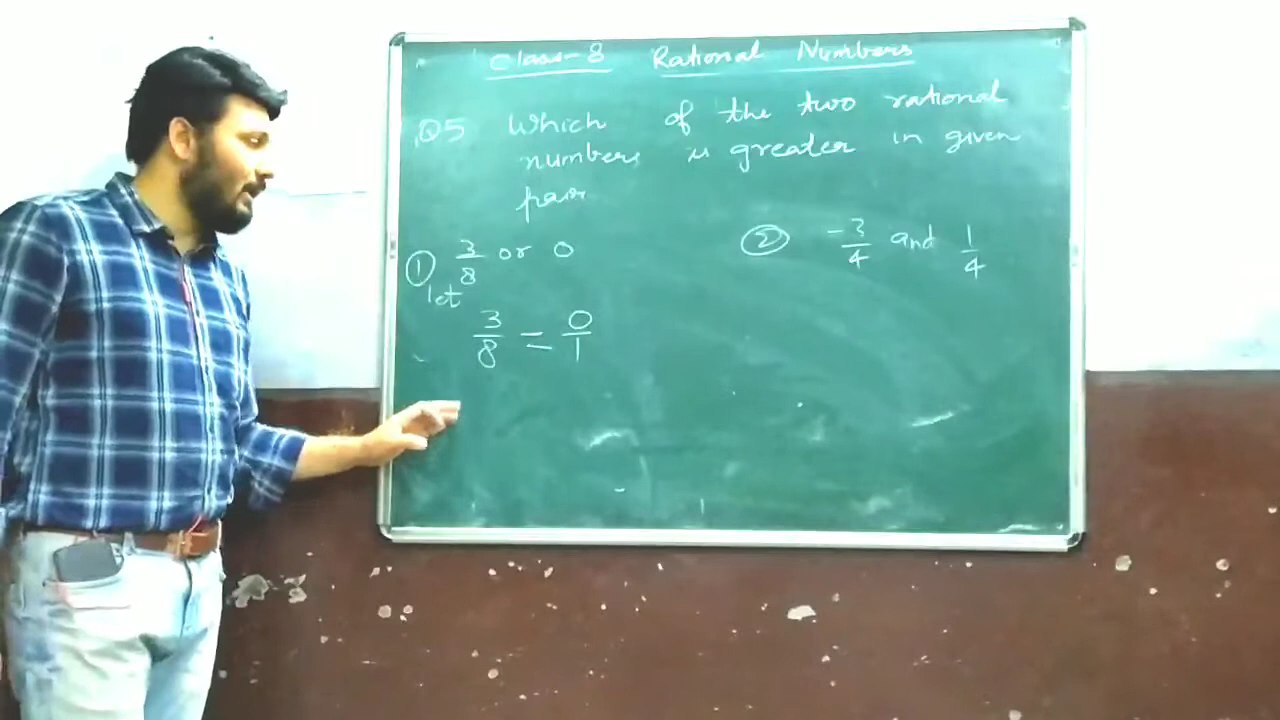 Class-8 Rational Numbers
Q5 Which of the two rational
numbers is greater in given
pair
① 3/8 or 0
② -3/4 and 1/4
let
3/8 = 0/1